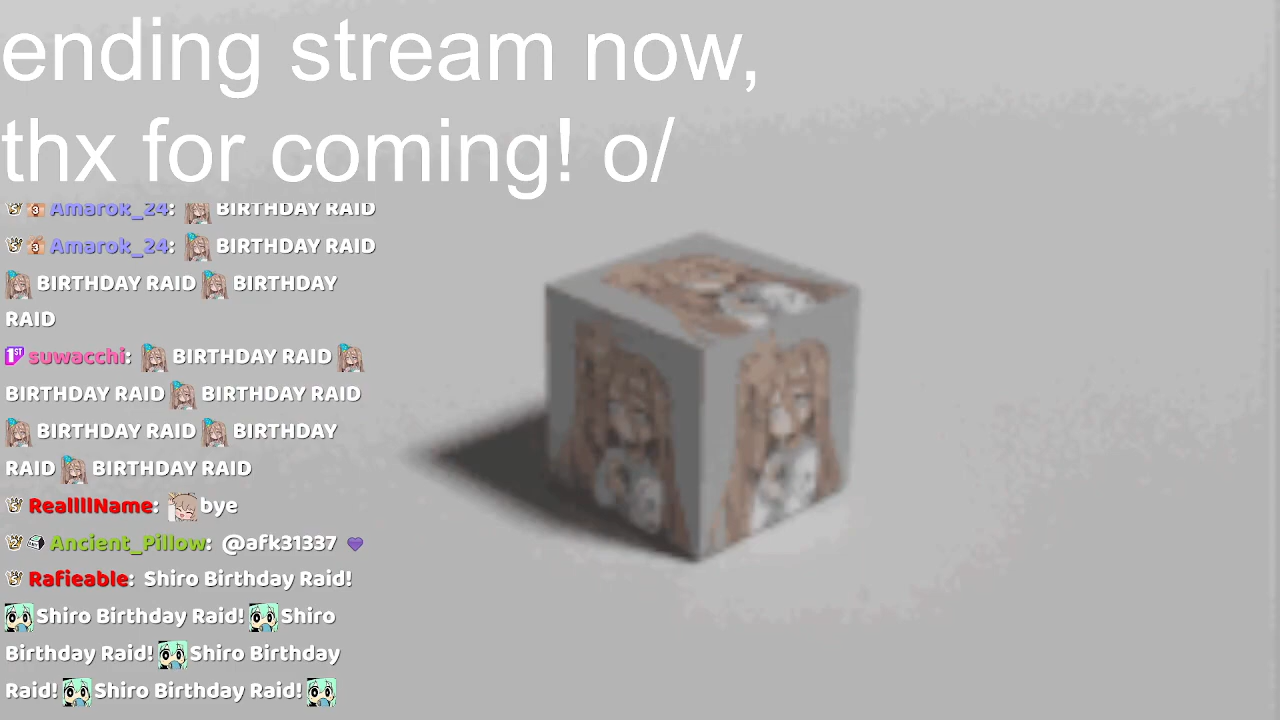 ending stream now,
thx for coming! o/
Amarok_24: BIRTHDAY RAID
Amarok_24: BIRTHDAY RAID
BIRTHDAY RAID BIRTHDAY
RAID
1ST suwacchi: BIRTHDAY RAID
BIRTHDAY RAID BIRTHDAY RAID
BIRTHDAY RAID BIRTHDAY
RAID BIRTHDAY RAID
ReallllName: bye
Ancient_Pillow: @afk31337
Rafieable: Shiro Birthday Raid!
Shiro Birthday Raid! Shiro
Birthday Raid! Shiro Birthday
Raid! Shiro Birthday Raid!